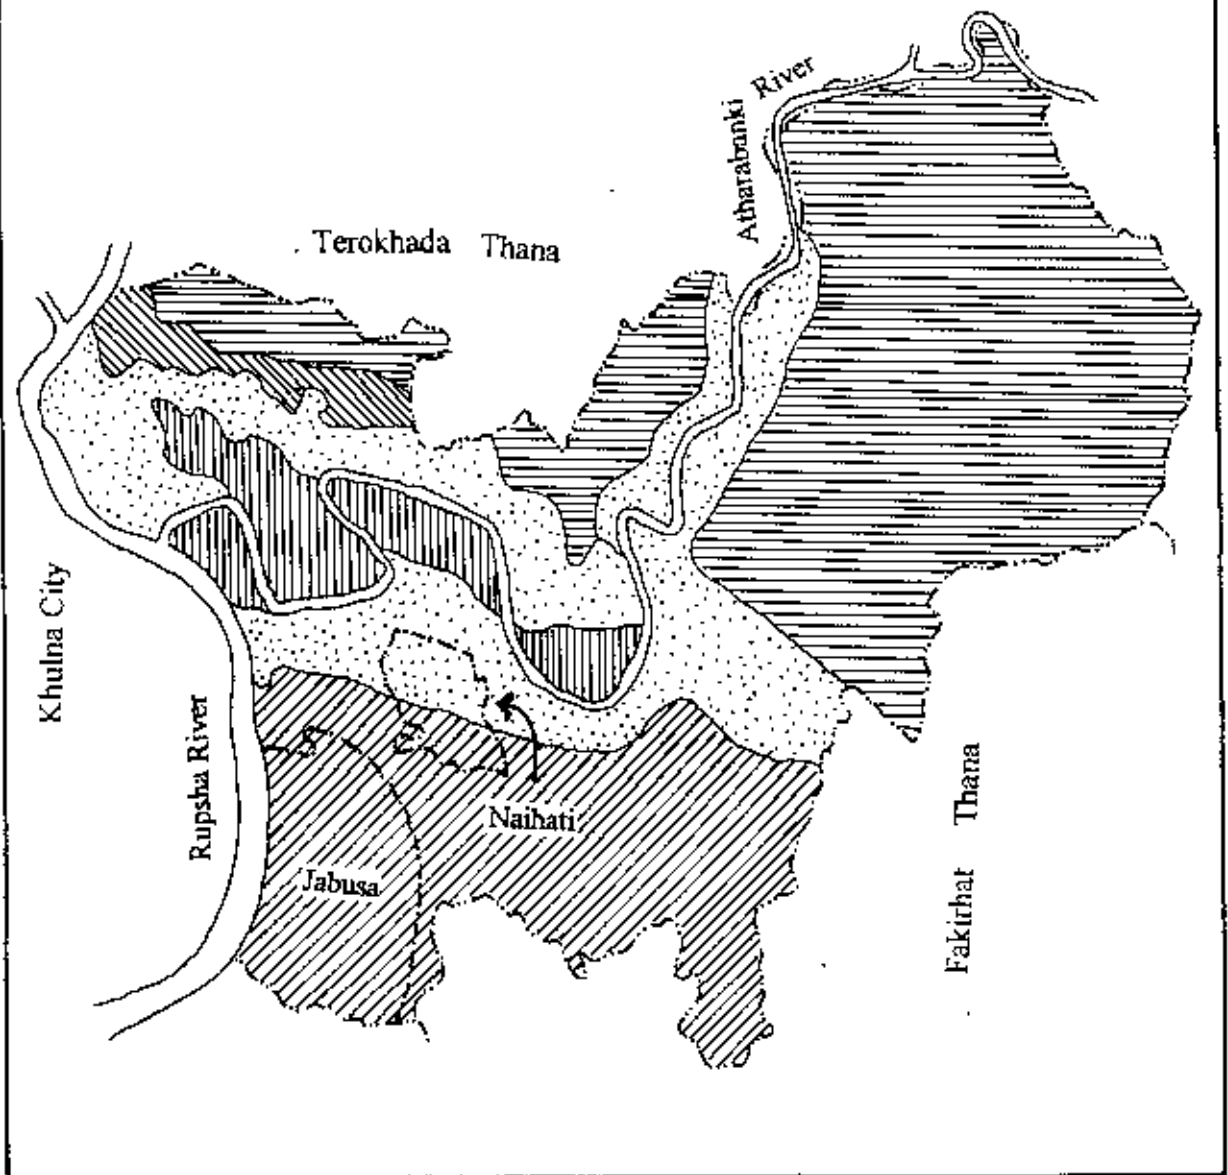 Atharabanki River
Terokhada Thana
Khulna City
Rupsha River
Naihati
Jabusa
Fakirhat Thana